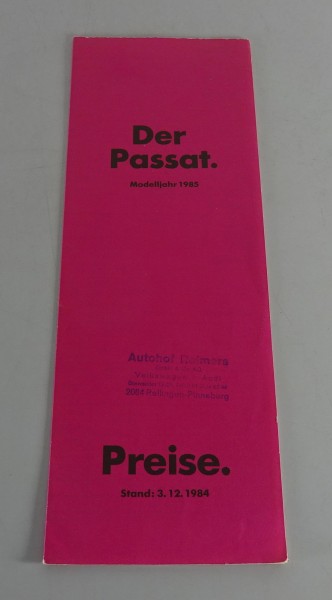 Der
Passat.
Modelljahr 1985
Autohof
Preise.
Stand: 3.12.1984